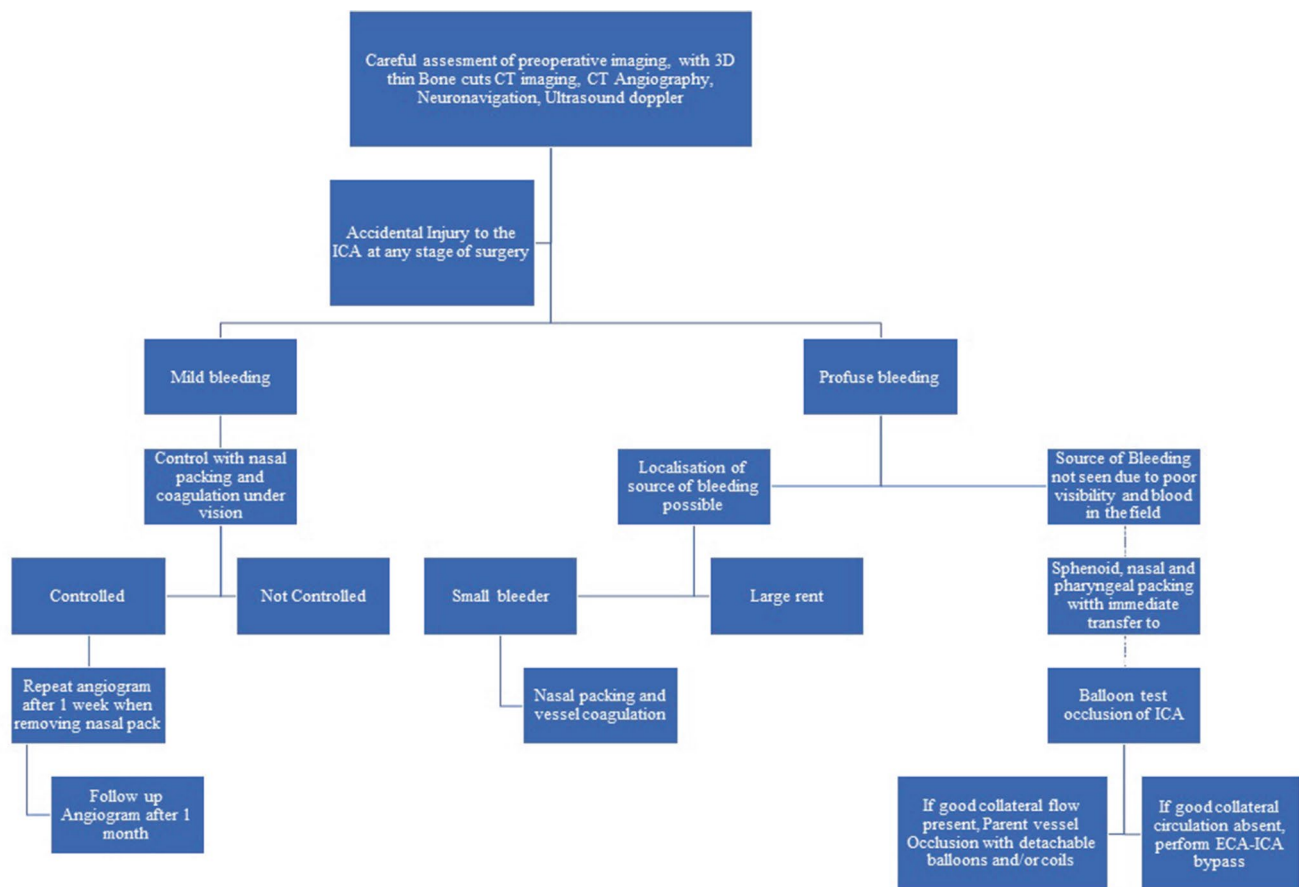 Careful assesment of preoperative imaging, with 3D
thin Bone cuts CT imaging, CT Angiography,
Neuronavigation, Ultrasound doppler
Accidental Injury to the
ICA at any stage of surgery
Mild bleeding
Profuse bleeding
Control with nasal
packing and
coagulation under
vision
Localisation of
source of bleeding
possible
Source of Bleeding
not seen due to poor
visibility and blood
in the field
Controlled
Not Controlled
Small bleeder
Large rent
Sphenoid, nasal and
pharyngeal packing
witth immediate
transfer to
Repeat angiogram
after 1 week when
removing nasal pack
Nasal packing and
vessel coagulation
Balloon test
occlusion of ICA
Follow up
Angiogram after 1
month
If good collateral flow
present, Parent vessel
Occlusion with detachable
balloons and/or coils
If good collateral
circulation absent,
perform ECA-ICA
bypass